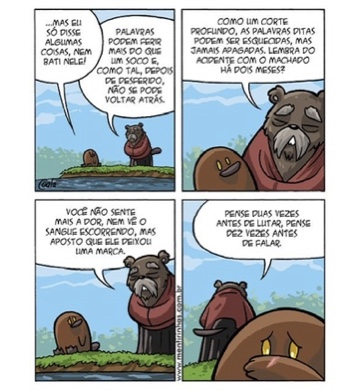 ...MAS EU
SÓ DISSE
ALGUMAS
COISAS, NEM
BATI NELE!
PALAVRAS
PODEM FERIR
MAIS DO QUE
UM SOCO E,
COMO TAL, DEPOIS
DE DESFERIDO,
NÃO SE PODE
VOLTAR ATRÁS.
COMO UM CORTE
PROFUNDO, AS PALAVRAS DITAS
PODEM SER ESQUECIDAS, MAS
JAMAIS APAGADAS. LEMBRA DO
ACIDENTE COM O MACHADO
HÁ DOIS MESES?
VOCÊ NÃO SENTE
MAIS A DOR, NEM VÊ O
SANGUE ESCORRENDO, MAS
APOSTO QUE ELE DEIXOU
UMA MARCA.
PENSE DUAS VEZES
ANTES DE LUTAR, PENSE
DEZ VEZES ANTES
DE FALAR.
www.mentirinhas.com.br